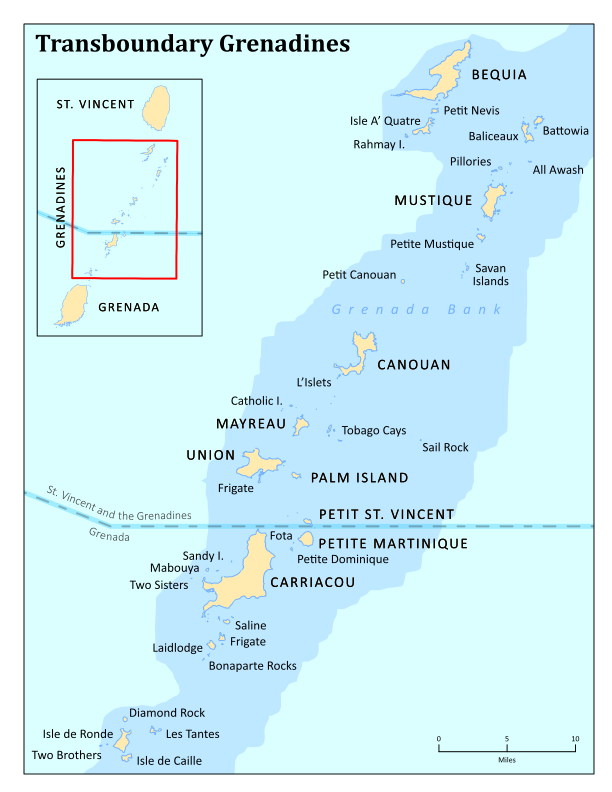 Transboundary Grenadines
ST. VINCENT
GRENADINES
GRENADA
BEQUIA
Petit Nevis
Isle A' Quatre
Rahmay I.
Baliceaux
Battowia
Pillories
All Awash
MUSTIQUE
Petite Mustique
Petit Canouan
Savan
Islands
Grenada Bank
CANOUAN
L'Islets
Catholic I.
MAYREAU
Tobago Cays
Sail Rock
UNION
PALM ISLAND
Frigate
St. Vincent and the Grenadines
Grenada
PETIT ST. VINCENT
Fota
PETITE MARTINIQUE
Petite Dominique
Sandy I.
Mabouya
Two Sisters
CARRIACOU
Saline
Frigate
Laidlodge
Bonaparte Rocks
Diamond Rock
Isle de Ronde
Les Tantes
Two Brothers
Isle de Caille
0 5 10
Miles